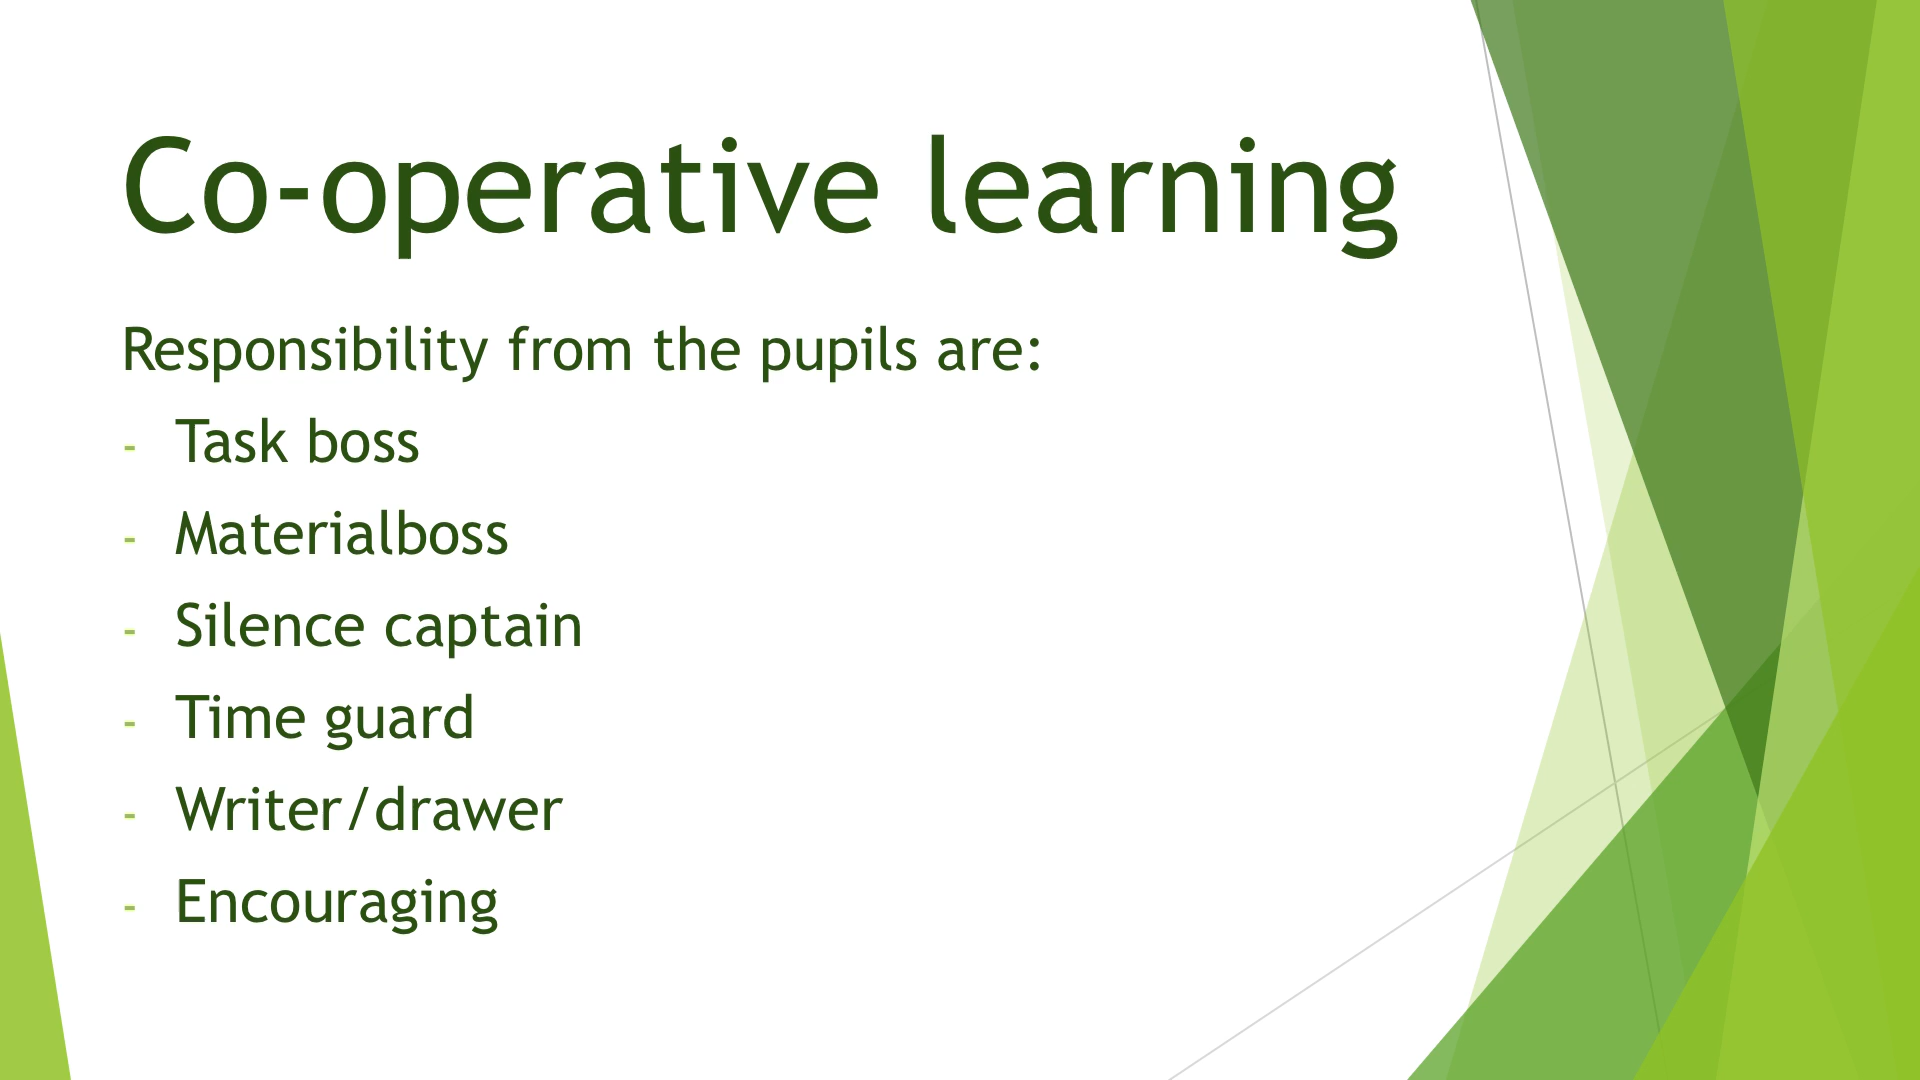 Co-operative learning
Responsibility from the pupils are:
- Task boss
- Materialboss
- Silence captain
- Time guard
- Writer/drawer
- Encouraging